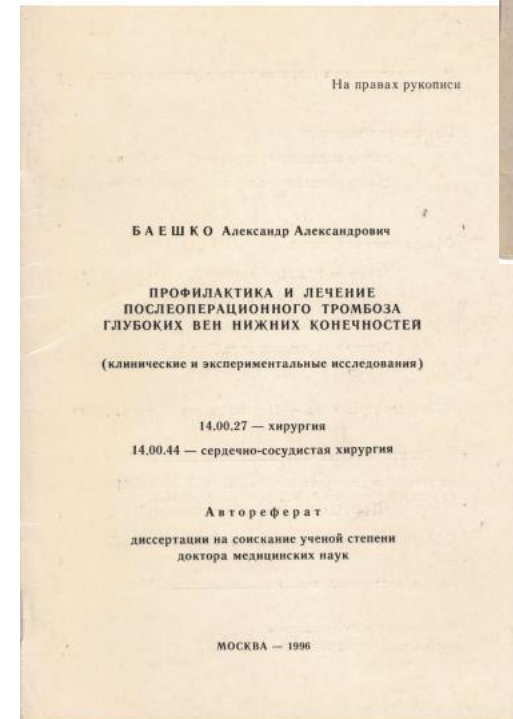 На правах рукописи
БАЕШКО Александр Александрович
ПРОФИЛАКТИКА И ЛЕЧЕНИЕ
ПОСЛЕОПЕРАЦИОННОГО ТРОМБОЗА
ГЛУБОКИХ ВЕН НИЖНИХ КОНЕЧНОСТЕЙ
(клинические и экспериментальные исследования)
14.00.27 — хирургия
14.00.44 — сердечно-сосудистая хирургия
Автореферат
диссертации на соискание ученой степени
доктора медицинских наук
МОСКВА — 1996